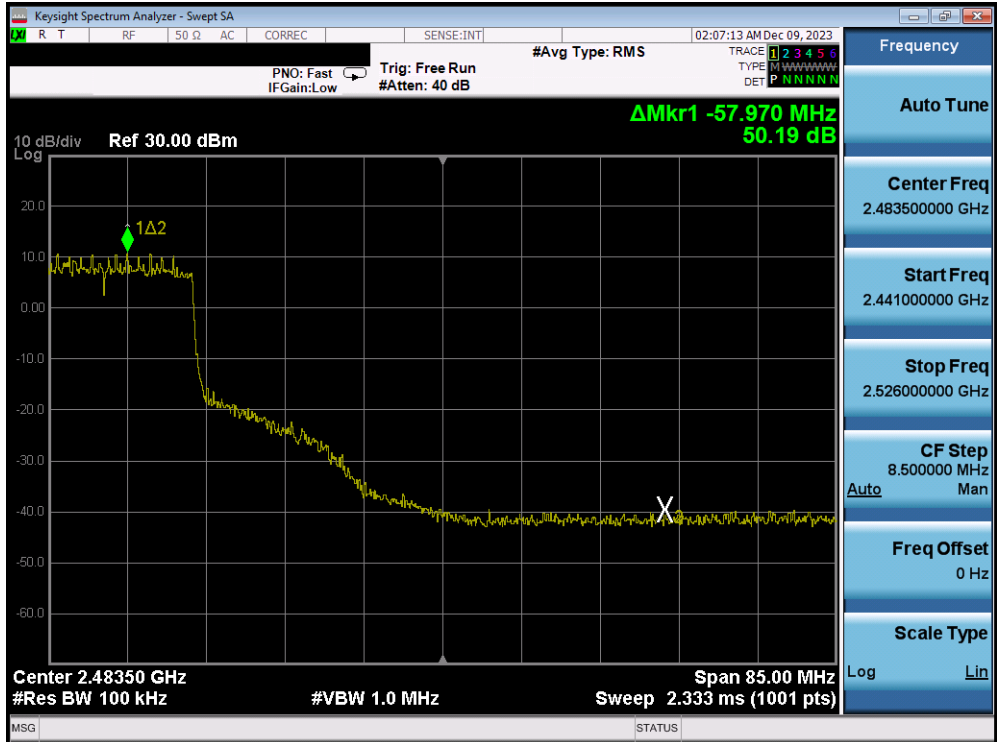 Keysight Spectrum Analyzer - Swept SA
LXI R T RF 50 Ω AC CORREC SENSE:INT 02:07:13 AM Dec 09, 2023
#Avg Type: RMS
TRACE 1 2 3 4 5 6
TYPE M WWWWW
DET P N N N N N
PNO: Fast
IFGain:Low
Trig: Free Run
#Atten: 40 dB
ΔMkr1 -57.970 MHz
50.19 dB
10 dB/div Ref 30.00 dBm
Log
20.0
1Δ2
10.0
0.00
-10.0
-20.0
-30.0
-40.0
X2
-50.0
-60.0
Center 2.48350 GHz
Span 85.00 MHz
#Res BW 100 kHz
#VBW 1.0 MHz
Sweep 2.333 ms (1001 pts)
MSG
STATUS
Frequency
Auto Tune
Center Freq
2.483500000 GHz
Start Freq
2.441000000 GHz
Stop Freq
2.526000000 GHz
CF Step
8.500000 MHz
Auto Man
Freq Offset
0 Hz
Scale Type
Log Lin